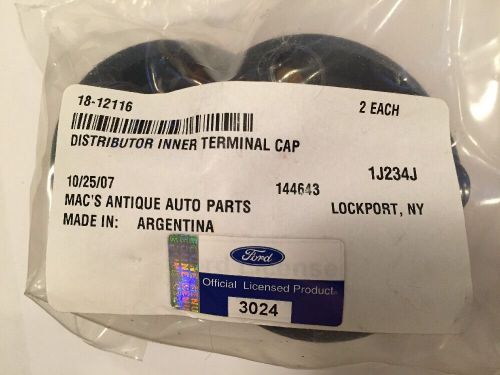 18-12116
2 EACH
DISTRIBUTOR INNER TERMINAL CAP
10/25/07
144643
1J234J
MAC'S ANTIQUE AUTO PARTS
LOCKPORT, NY
MADE IN: ARGENTINA
Ford
Official Licensed Product
3024